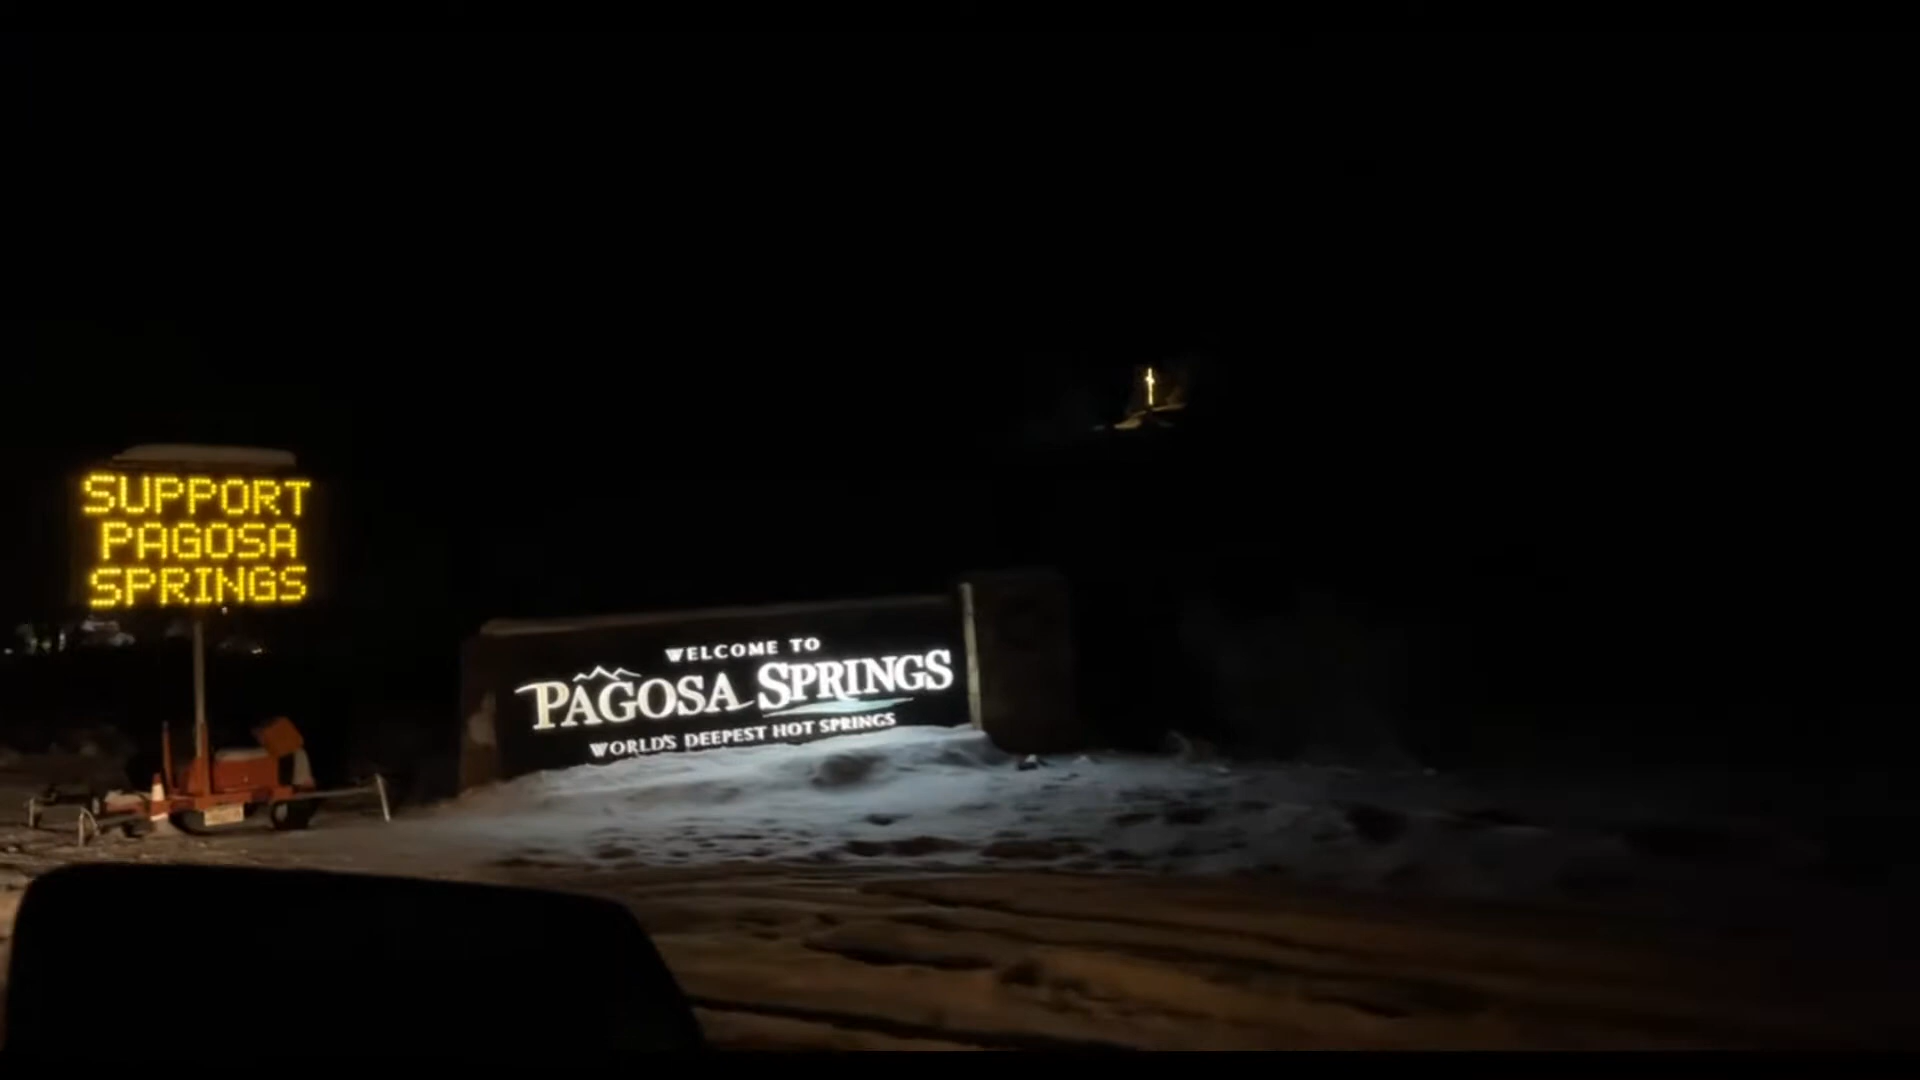 SUPPORT
PAGOSA
SPRINGS
WELCOME TO
PAGOSA SPRINGS
WORLD'S DEEPEST HOT SPRINGS